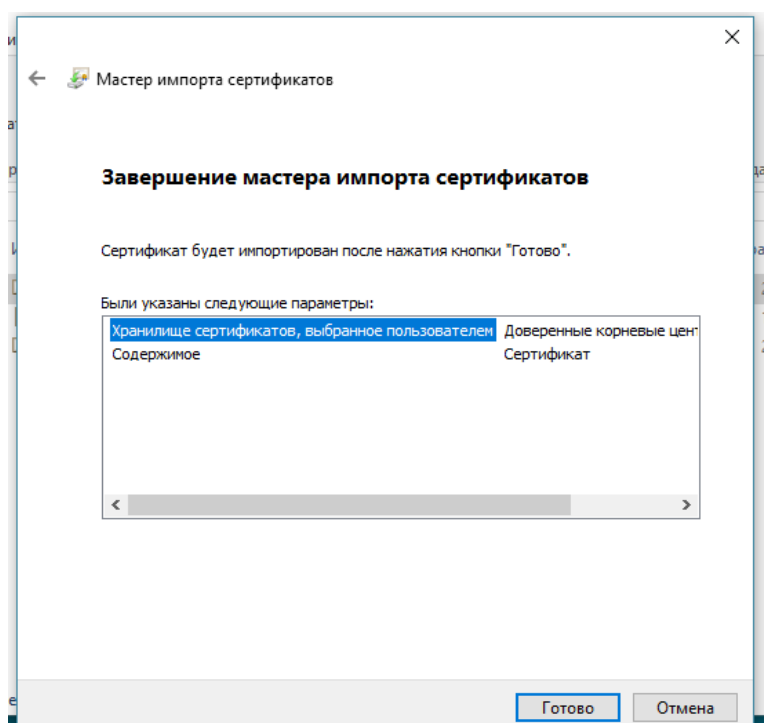 Мастер импорта сертификатов
Завершение мастера импорта сертификатов
Сертификат будет импортирован после нажатия кнопки "Готово".
Были указаны следующие параметры:
Хранилище сертификатов, выбранное пользователем Доверенные корневые цен
Содержимое Сертификат
Готово Отмена